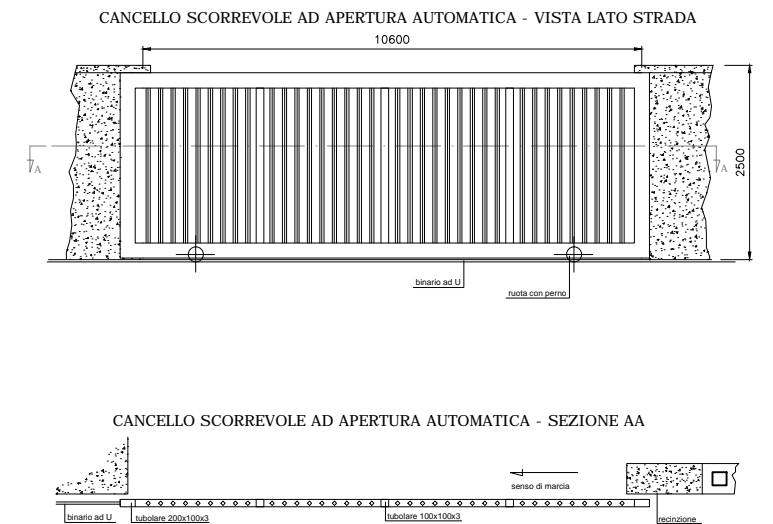 CANCELLO SCORREVOLE AD APERTURA AUTOMATICA - VISTA LATO STRADA
10600
A
A
2500
binario ad U
ruota con perno
CANCELLO SCORREVOLE AD APERTURA AUTOMATICA - SEZIONE AA
senso di marcia
binario ad U
tubolare 200x100x3
tubolare 100x100x3
recinzione